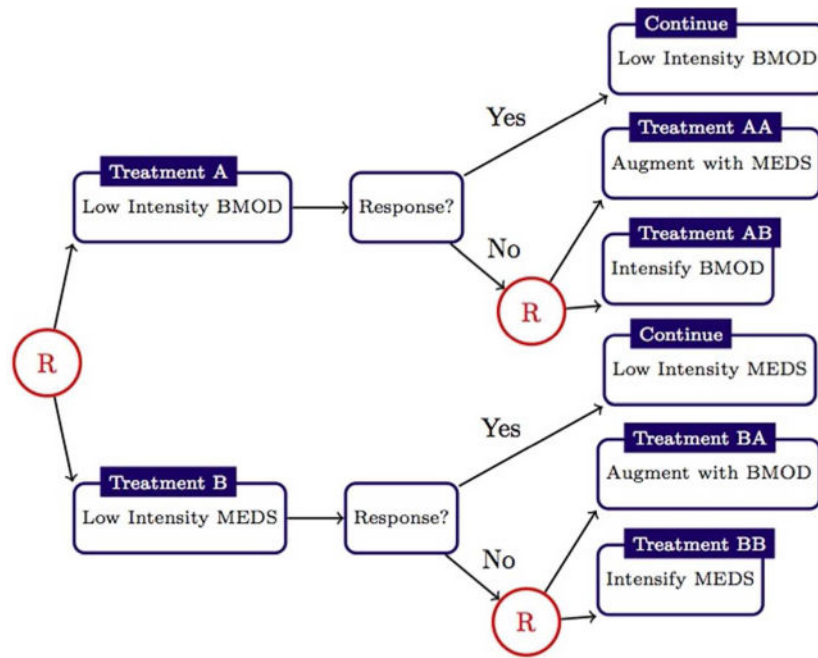 Continue
Low Intensity BMOD
Yes
Treatment AA
Augment with MEDS
Treatment A
Low Intensity BMOD
Response?
No
Treatment AB
Intensify BMOD
R
R
Continue
Low Intensity MEDS
Yes
Treatment BA
Augment with BMOD
Treatment B
Low Intensity MEDS
Response?
No
Treatment BB
Intensify MEDS
R